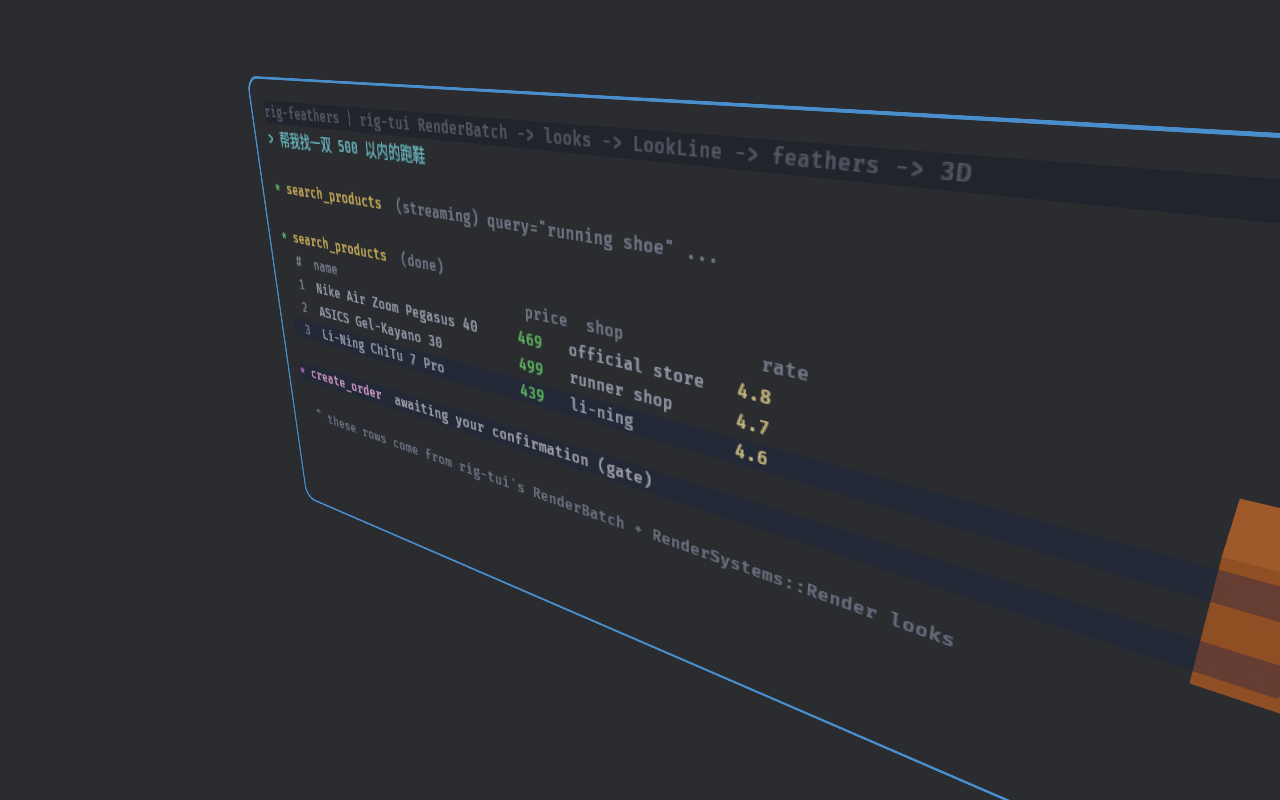 rig-feathers | rig-tui RenderBatch -> looks -> LookLine -> feathers -> 3D
> 帮我找一双 500 以内的跑鞋
* search_products (streaming) query="running shoe" ...
* search_products (done)
# name price shop rate
1 Nike Air Zoom Pegasus 40 469 official store 4.8
2 ASICS Gel-Kayano 30 499 runner shop 4.7
3 Li-Ning ChiTu 7 Pro 439 li-ning 4.6
* create_order awaiting your confirmation (gate)
^ these rows come from rig-tui's RenderBatch + RenderSystems::Render looks